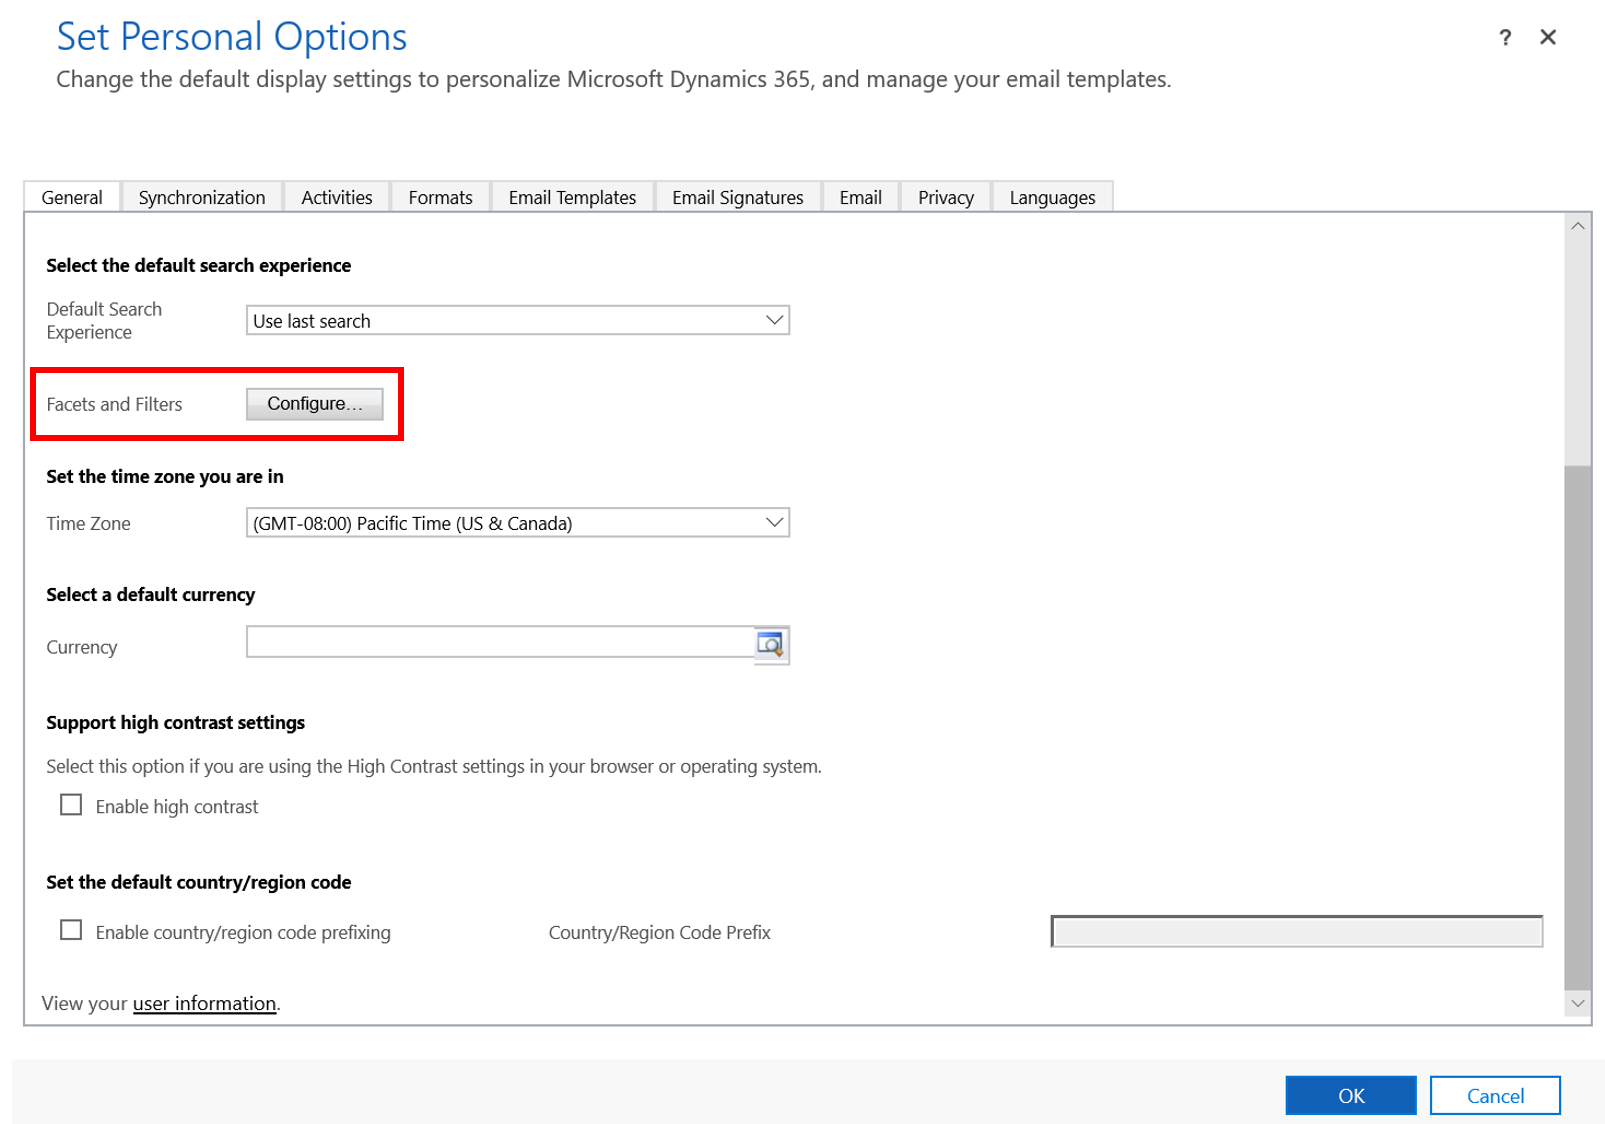 Set Personal Options
? ×
Change the default display settings to personalize Microsoft Dynamics 365, and manage your email templates.
General Synchronization Activities Formats Email Templates Email Signatures Email Privacy Languages
Select the default search experience
Default Search
Experience
Use last search
Facets and Filters Configure...
Set the time zone you are in
Time Zone (GMT-08:00) Pacific Time (US & Canada)
Select a default currency
Currency
Support high contrast settings
Select this option if you are using the High Contrast settings in your browser or operating system.
Enable high contrast
Set the default country/region code
Enable country/region code prefixing Country/Region Code Prefix
View your user information.
OK Cancel